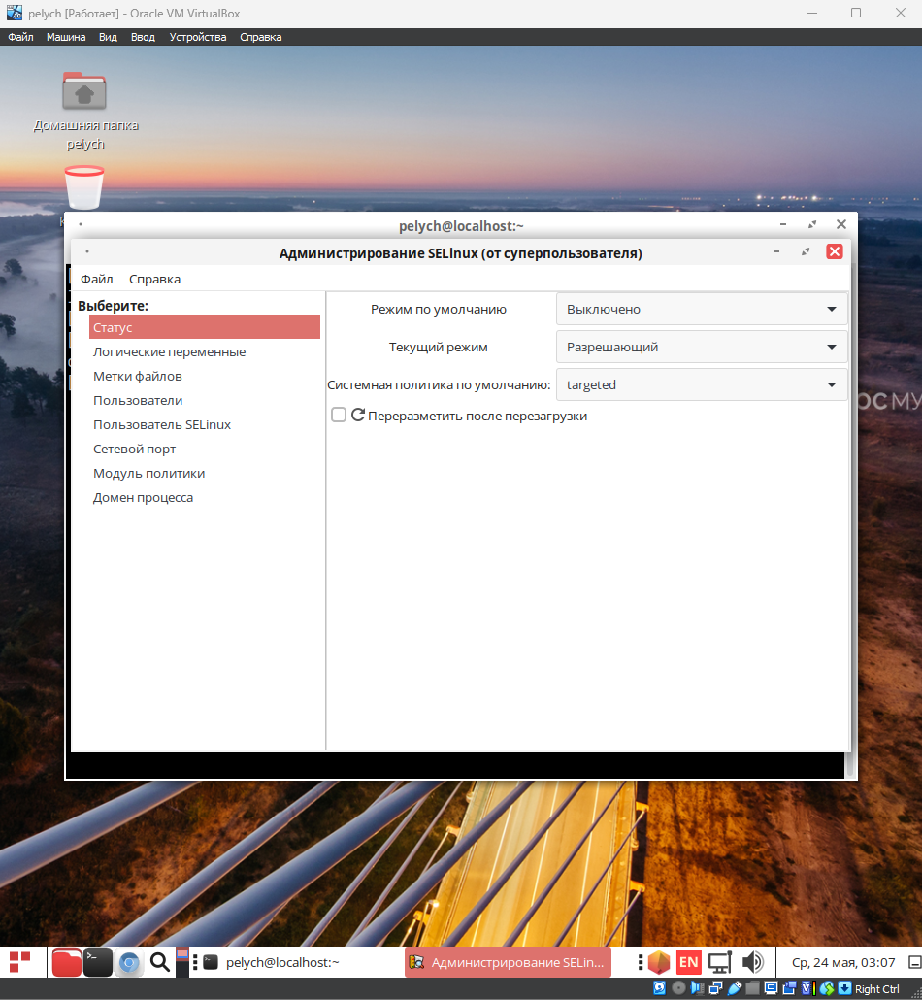 pelych [Работает] - Oracle VM VirtualBox
Файл Машина Вид Ввод Устройства Справка
Домашняя папка
pelych
pelych@localhost:~
Администрирование SELinux (от суперпользователя)
Файл Справка
Выберите:
Статус
Логические переменные
Метки файлов
Пользователи
Пользователь SELinux
Сетевой порт
Модуль политики
Домен процесса
Режим по умолчанию Выключено
Текущий режим Разрешающий
Системная политика по умолчанию: targeted
Переразметить после перезагрузки
ОС МУ
pelych@localhost:~ Администрирование SELin... EN Ср, 24 мая, 03:07
Right Ctrl